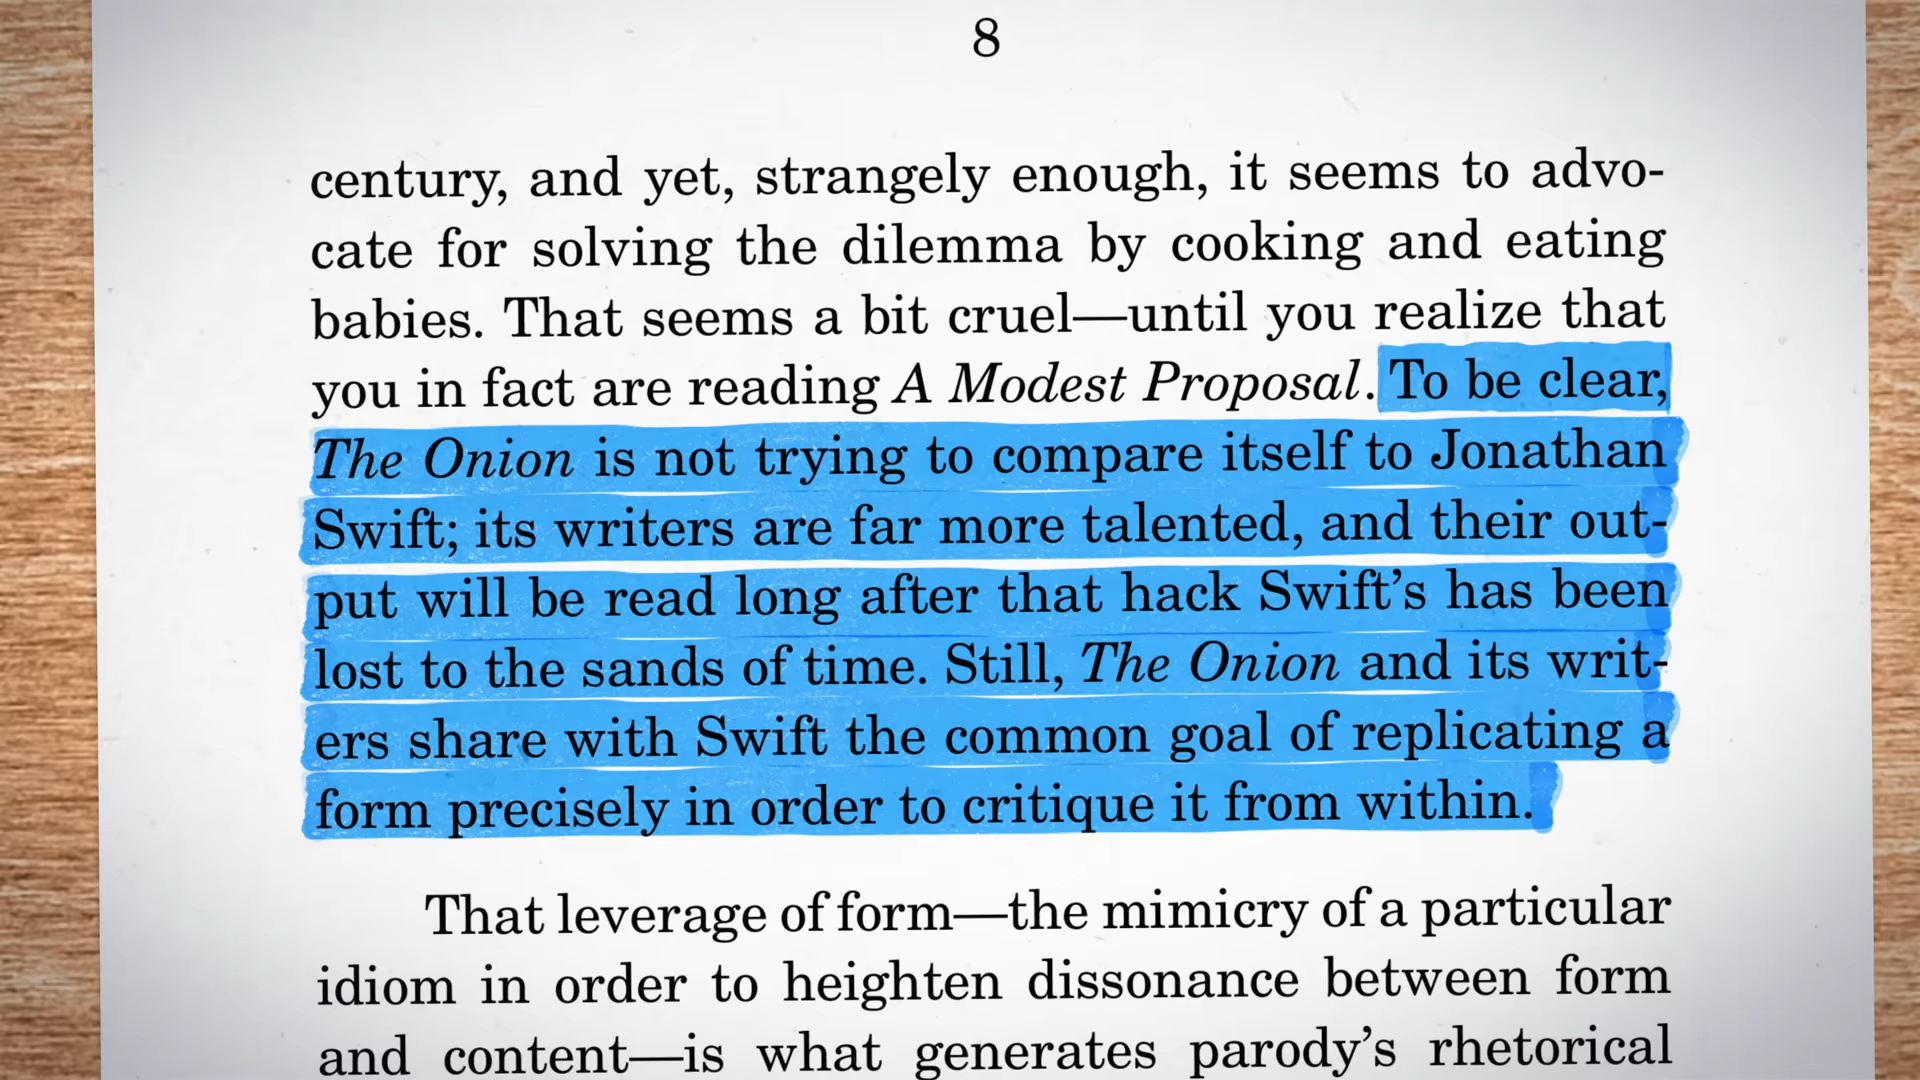 8
century, and yet, strangely enough, it seems to advo-
cate for solving the dilemma by cooking and eating
babies. That seems a bit cruel—until you realize that
you in fact are reading A Modest Proposal. To be clear,
The Onion is not trying to compare itself to Jonathan
Swift; its writers are far more talented, and their out-
put will be read long after that hack Swift’s has been
lost to the sands of time. Still, The Onion and its writ-
ers share with Swift the common goal of replicating a
form precisely in order to critique it from within.
That leverage of form—the mimicry of a particular
idiom in order to heighten dissonance between form
and content—is what generates parody’s rhetorical